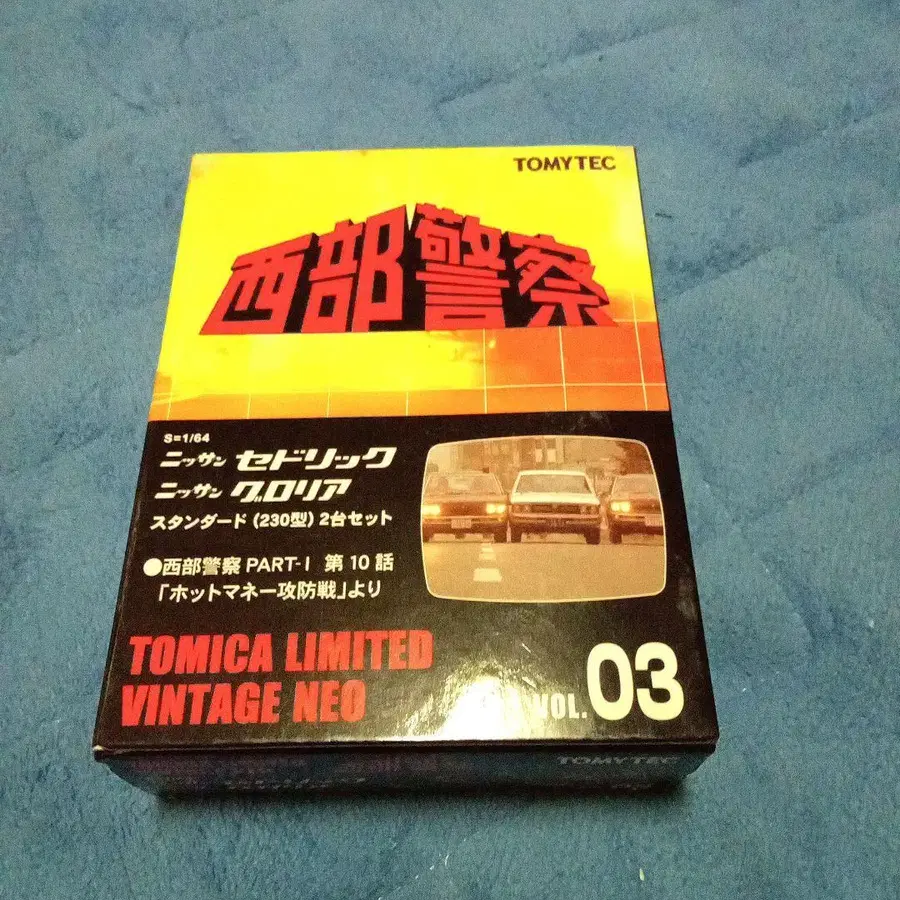 TOMYTEC
西部警察
S=1/64
ニッサン セドリック
ニッサン グロリア
スタンダード(230型)2台セット
●西部警察 PART-I 第10話
「ホットマネー攻防戦」より
TOMICA LIMITED
VINTAGE NEO
VOL.03
TOMYTEC